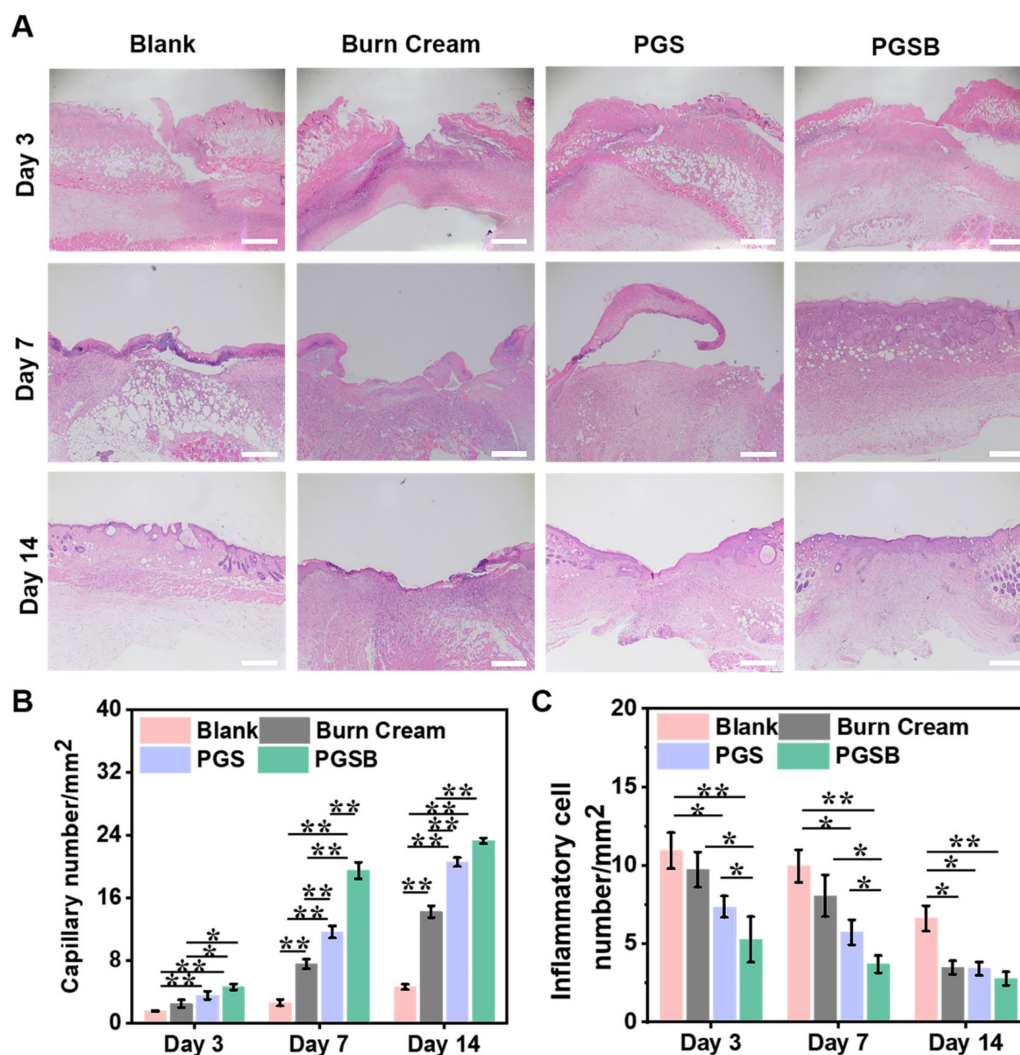 A
Blank Burn Cream PGS PGSB
Day 3
Day 7
Day 14
B
Capillary number/mm2
40
32
24
16
8
0
Blank Burn Cream
PGS PGSB
**
**
**
**
**
**
**
**
**
**
*
*
**
**
**
**
**
Day 3 Day 7 Day 14
C
Inflammatory cell
number/mm2
20
15
10
5
0
Blank Burn Cream
PGS PGSB
**
*
*
*
**
*
*
*
**
*
*
Day 3 Day 7 Day 14